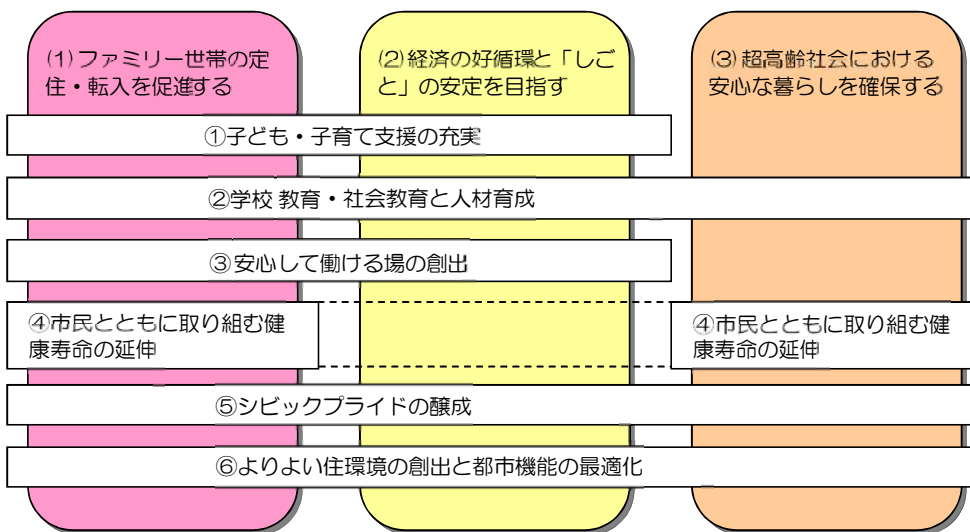 (1)ファミリー世帯の定
住・転入を促進する
(2)経済の好循環と「しご
と」の安定を目指す
(3)超高齢社会における
安心な暮らしを確保する
①子ども・子育て支援の充実
②学校 教育・社会教育と人材育成
③安心して働ける場の創出
④市民とともに取り組む健
康寿命の延伸
④市民とともに取り組む健
康寿命の延伸
⑤シビックプライドの醸成
⑥よりよい住環境の創出と都市機能の最適化